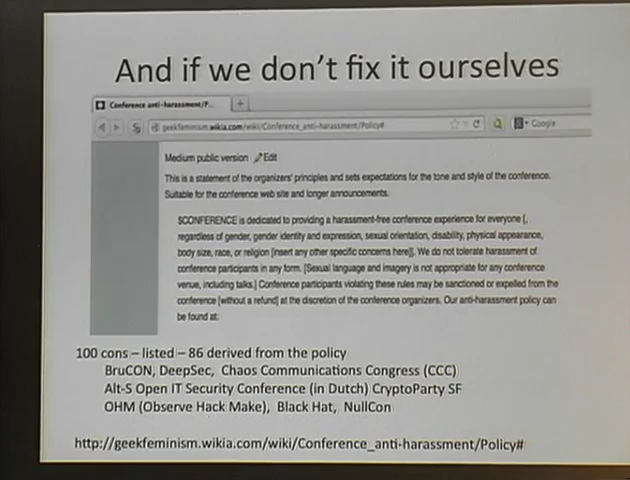 And if we don't fix it ourselves
Conference anti-harassment/P...
geekfeminism.wikia.com/wiki/Conference_anti-harassment/Policy#
Google
Medium public version Edit
This is a statement of the organizers' principles and sets expectations for the tone and style of the conference.
Suitable for the conference web site and longer announcements.
$CONFERENCE is dedicated to providing a harassment-free conference experience for everyone [,
regardless of gender, gender identity and expression, sexual orientation, disability, physical appearance,
body size, race, or religion [insert any other specific concerns here]]. We do not tolerate harassment of
conference participants in any form. [Sexual language and imagery is not appropriate for any conference
venue, including talks.] Conference participants violating these rules may be sanctioned or expelled from the
conference [without a refund] at the discretion of the conference organizers. Our anti-harassment policy can
be found at:
100 cons – listed – 86 derived from the policy
BruCON, DeepSec, Chaos Communications Congress (CCC)
Alt-S Open IT Security Conference (in Dutch) CryptoParty SF
OHM (Observe Hack Make), Black Hat, NullCon
http://geekfeminism.wikia.com/wiki/Conference_anti-harassment/Policy#